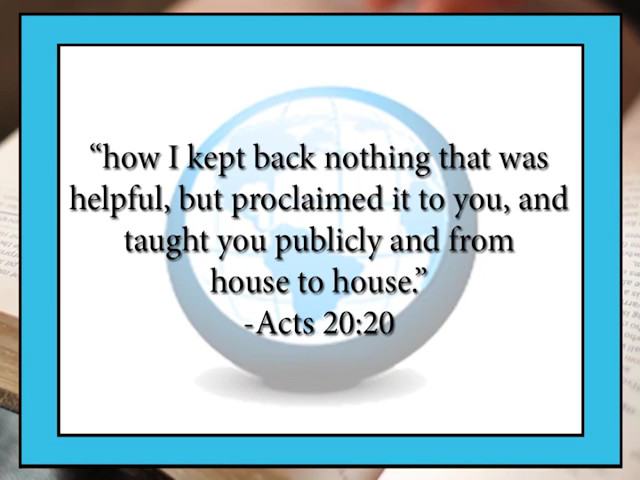 “how I kept back nothing that was
helpful, but proclaimed it to you, and
taught you publicly and from
house to house.”
-Acts 20:20